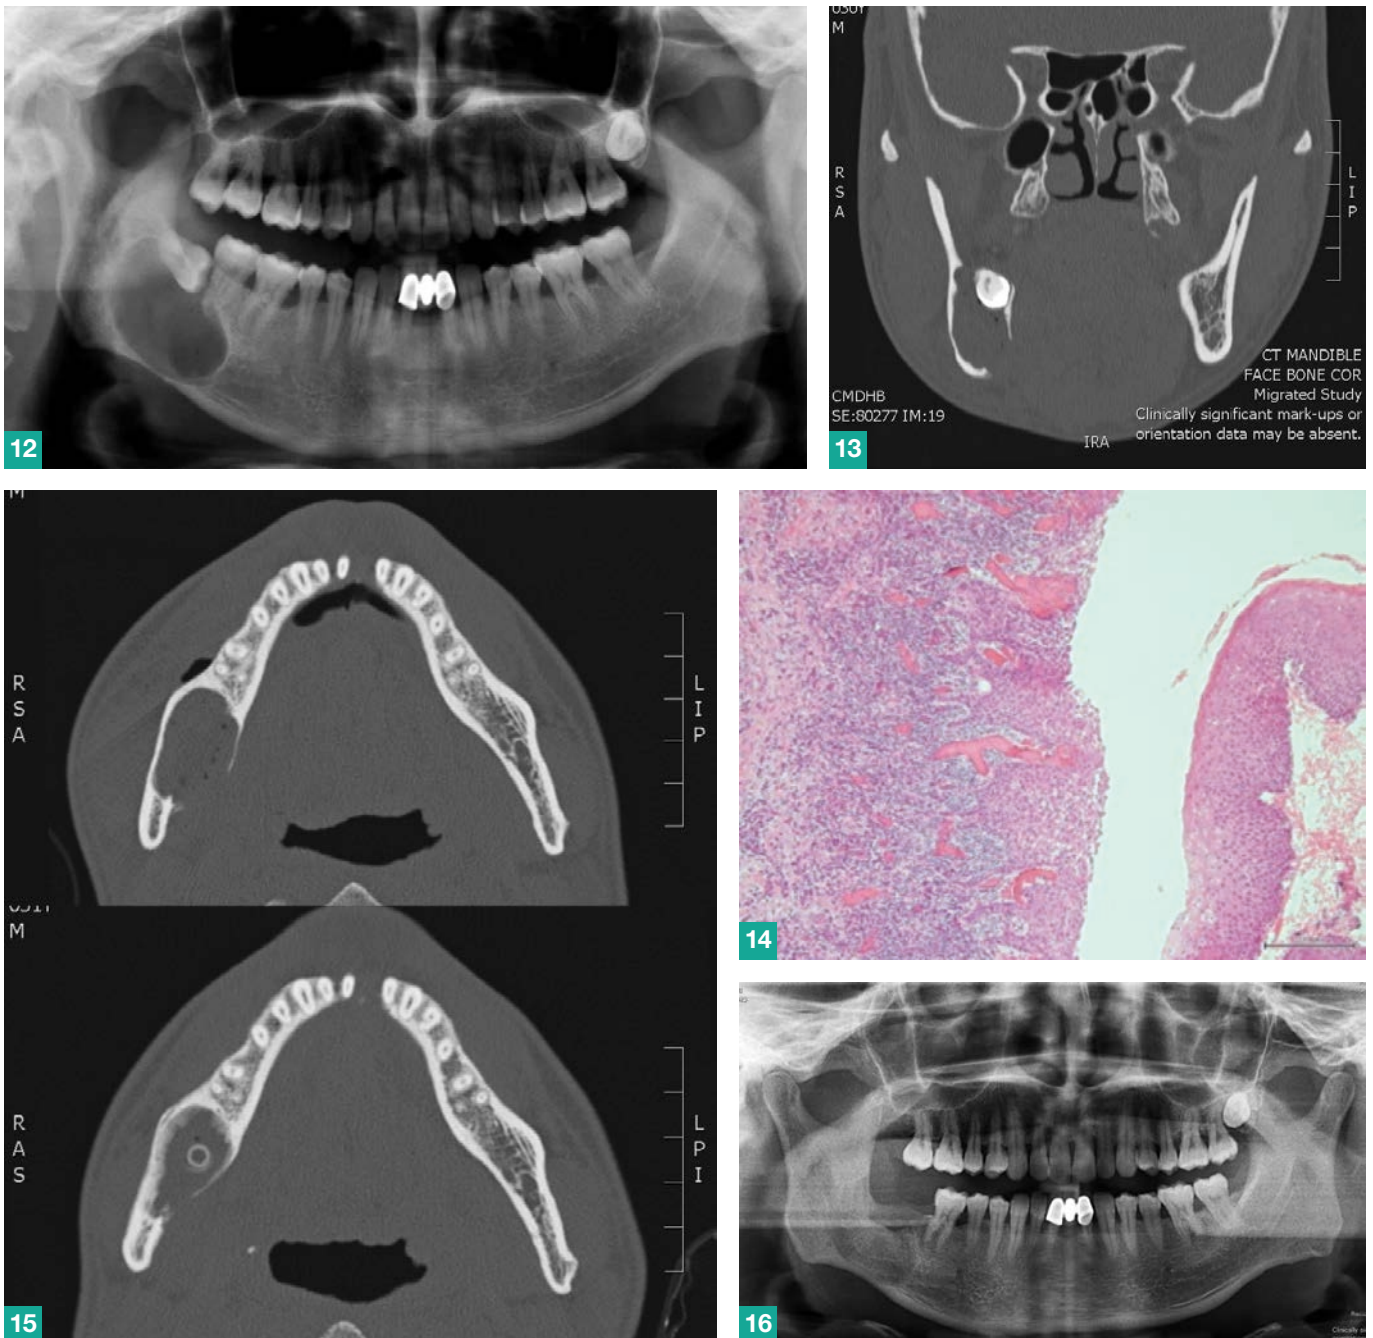 12
M
R
S
A
L
I
P
CT MANDIBLE
FACE BONE COR
Migrated Study
Clinically significant mark-ups or
orientation data may be absent.
CMDHB
SE:80277 IM:19
IRA
13
R
S
A
L
I
P
M
R
A
S
L
P
I
15
14
16